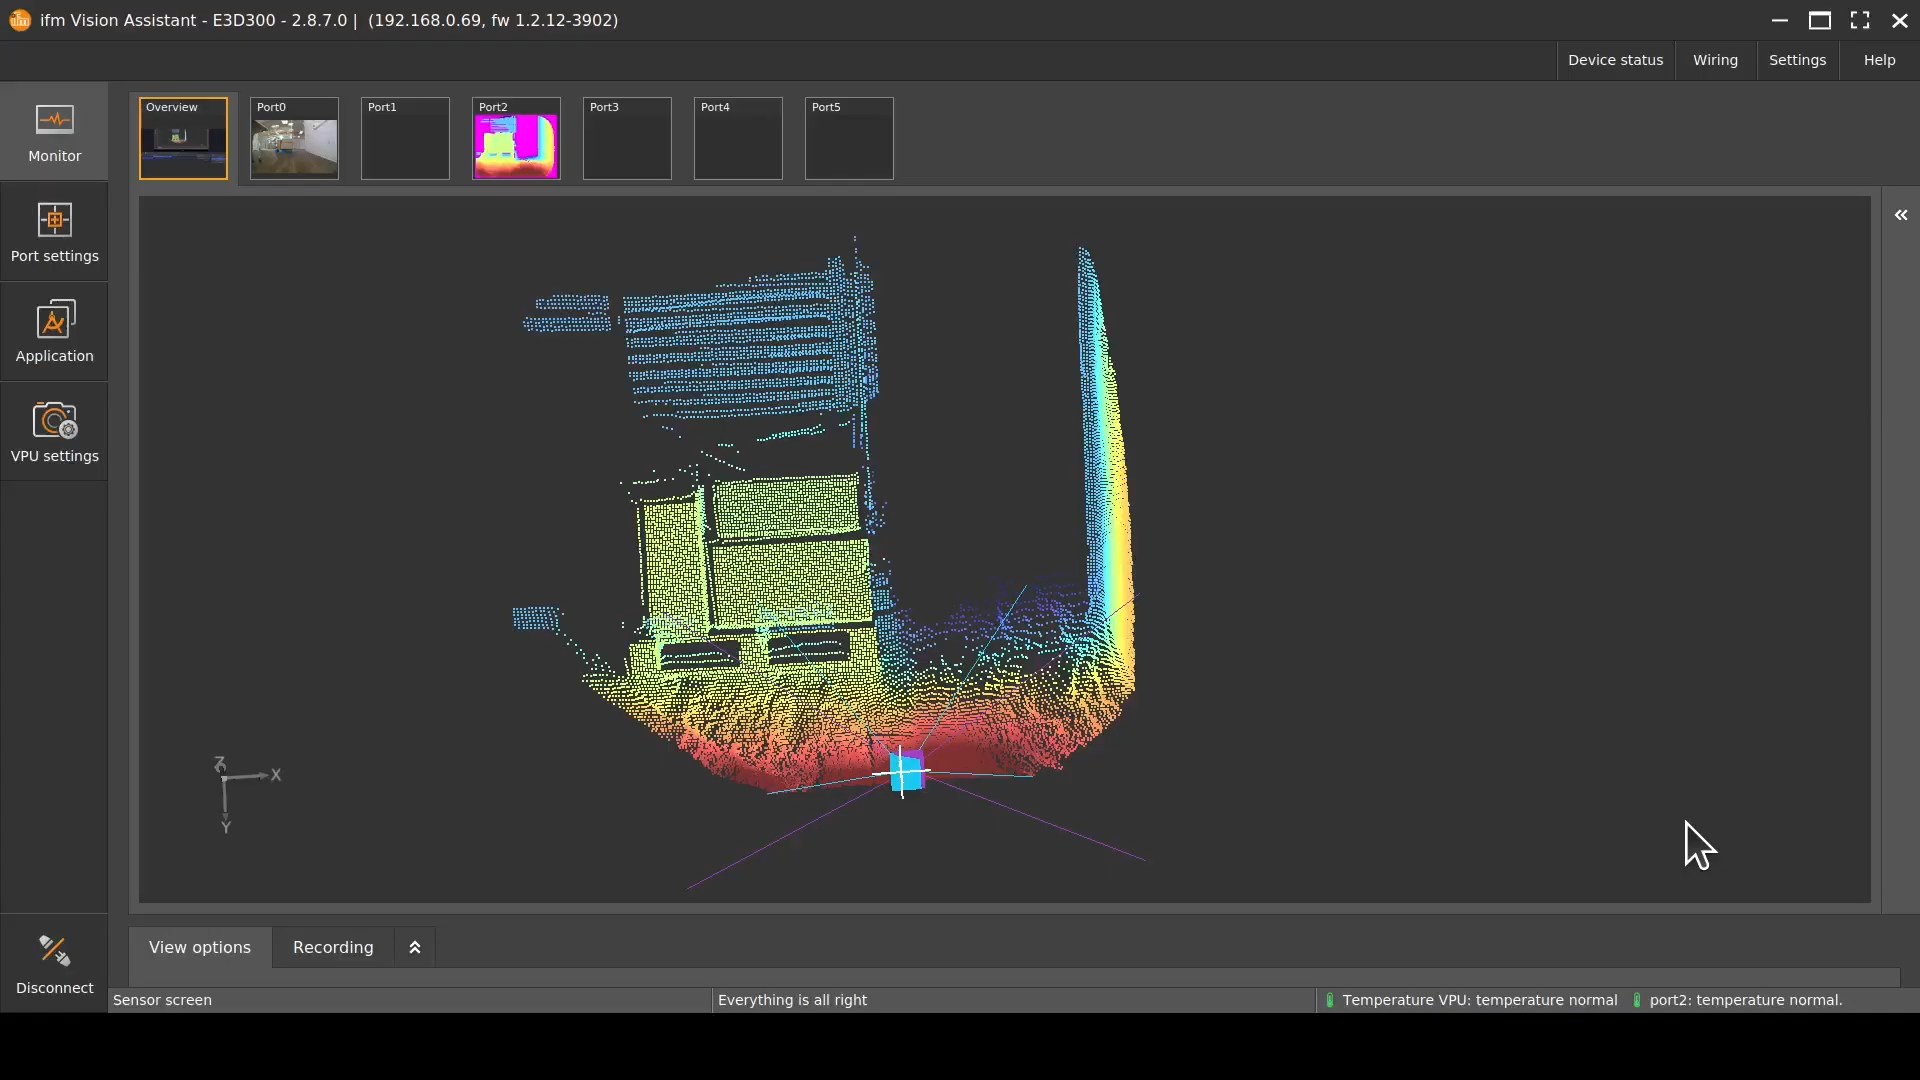 ifm Vision Assistant - E3D300 - 2.8.7.0 | (192.168.0.69, fw 1.2.12-3902)
Device status
Wiring
Settings
Help
Monitor
Port settings
Application
VPU settings
Disconnect
Overview
Port0
Port1
Port2
Port3
Port4
Port5
Z
X
Y
View options
Recording
Sensor screen
Everything is all right
Temperature VPU: temperature normal
port2: temperature normal.